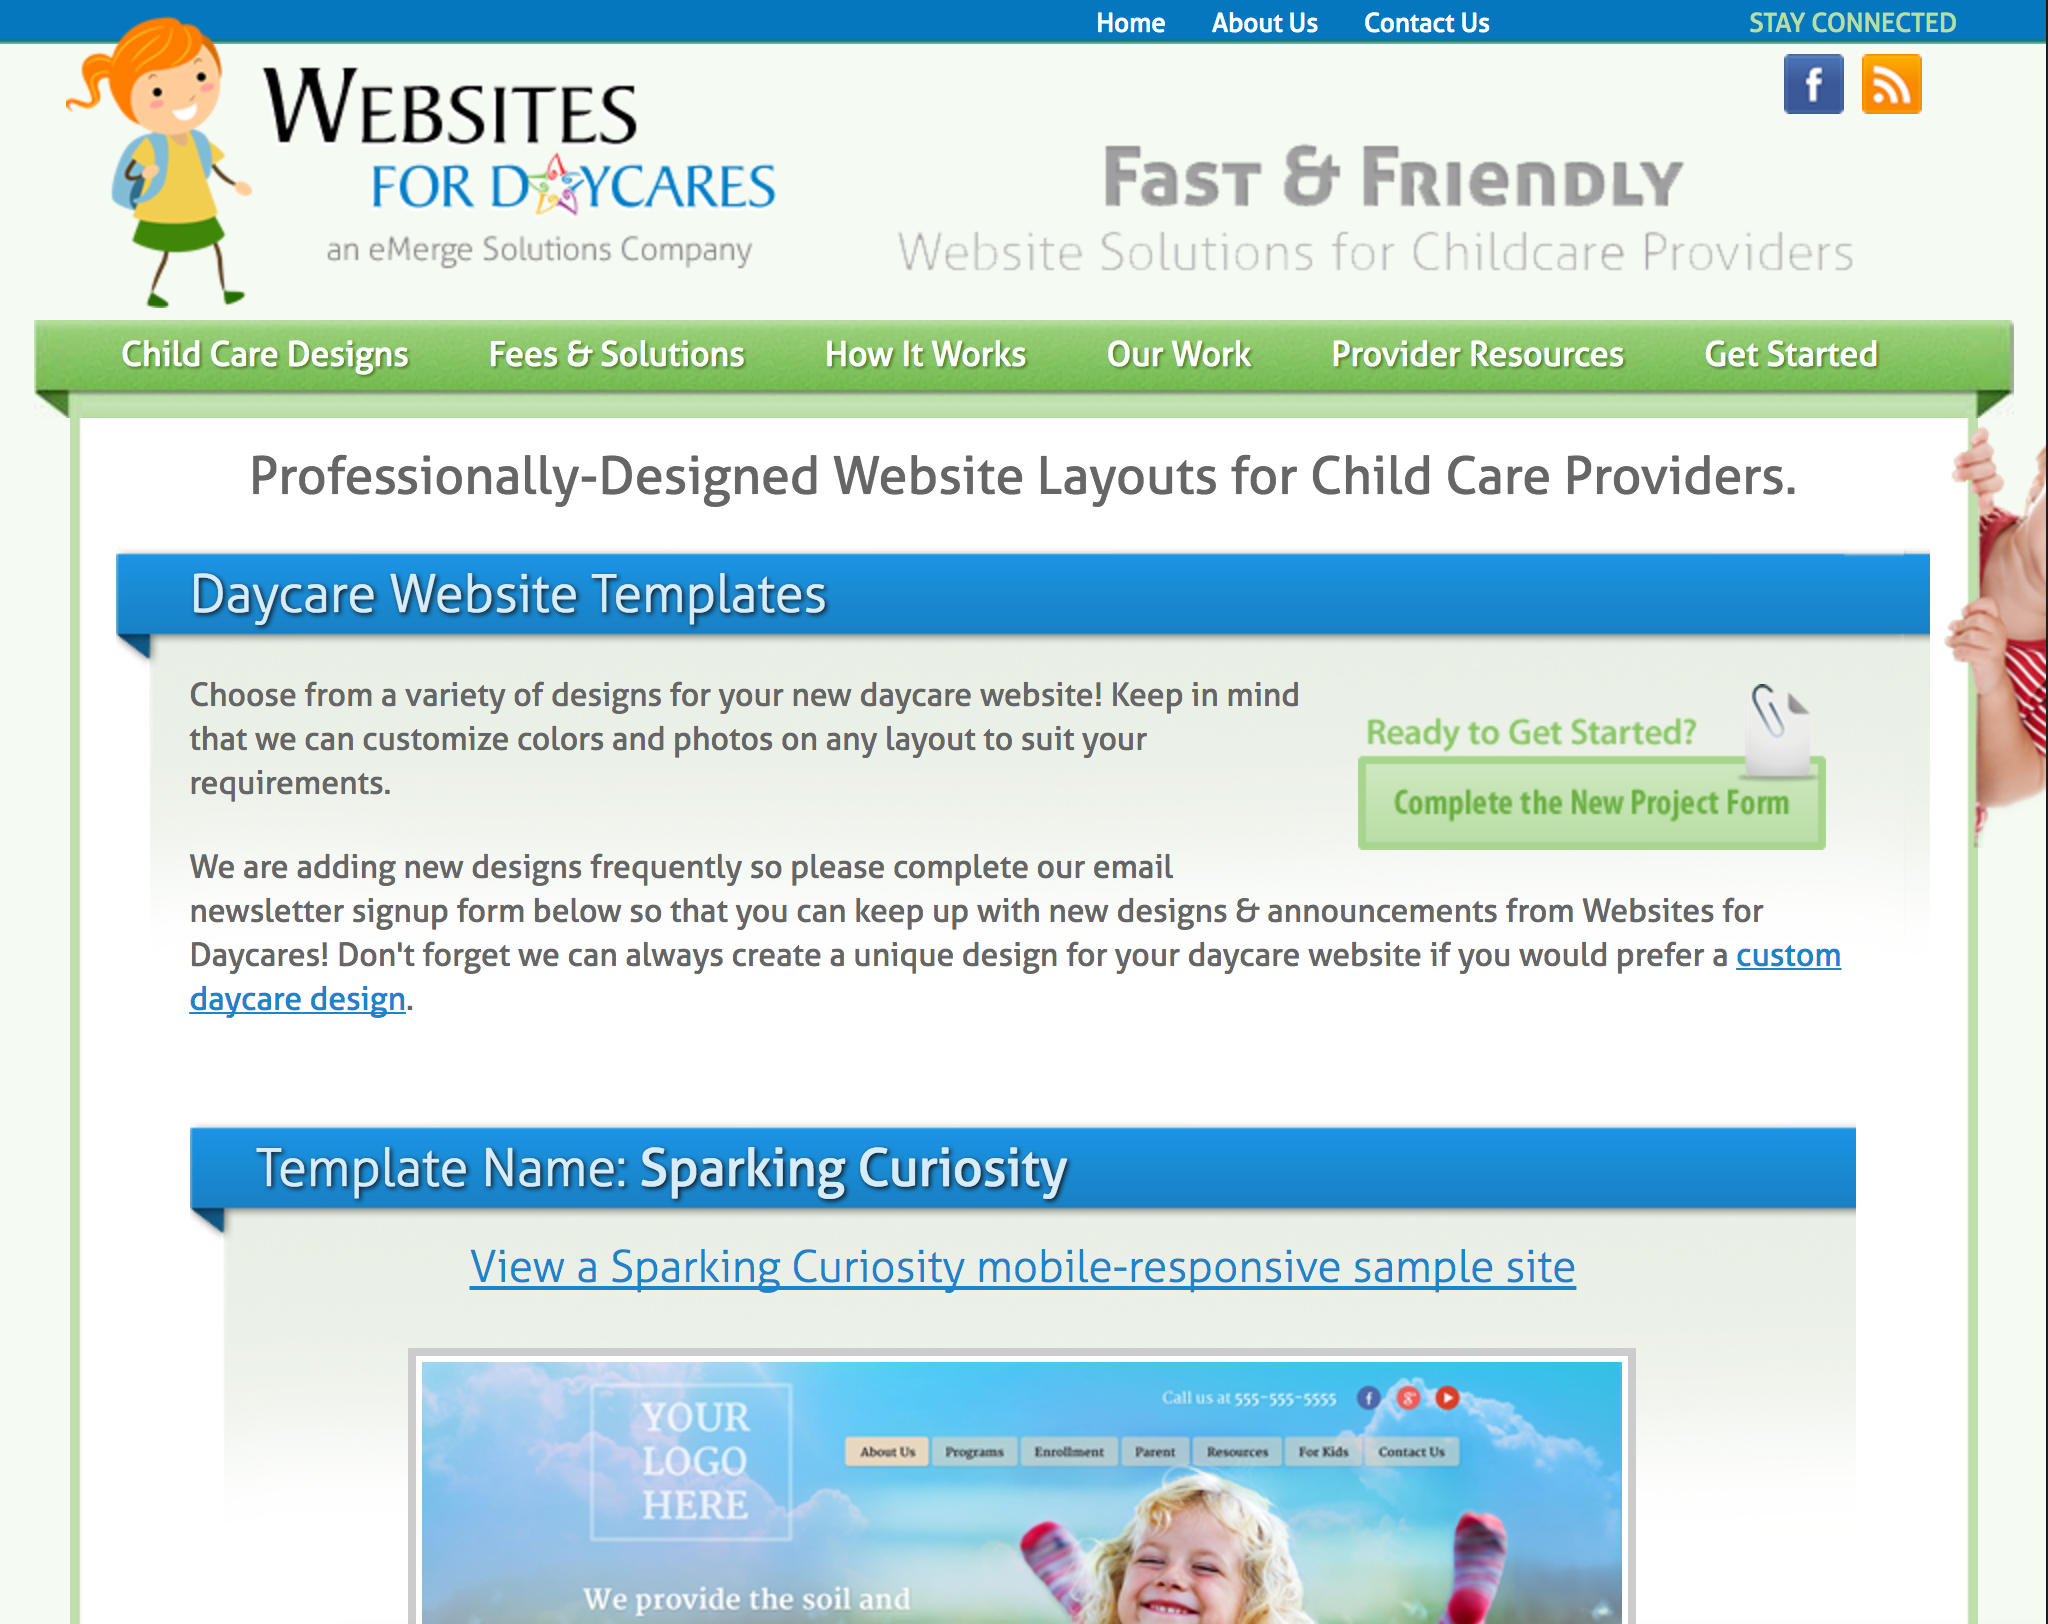 Home About Us Contact Us STAY CONNECTED
WEBSITES
FOR DAYCARES
an eMerge Solutions Company
FAST & FRIENDLY
Website Solutions for Childcare Providers
Child Care Designs Fees & Solutions How It Works Our Work Provider Resources Get Started
Professionally-Designed Website Layouts for Child Care Providers.
Daycare Website Templates
Choose from a variety of designs for your new daycare website! Keep in mind
that we can customize colors and photos on any layout to suit your
requirements.
Ready to Get Started?
Complete the New Project Form
We are adding new designs frequently so please complete our email
newsletter signup form below so that you can keep up with new designs & announcements from Websites for
Daycares! Don't forget we can always create a unique design for your daycare website if you would prefer a custom
daycare design.
Template Name: Sparking Curiosity
View a Sparking Curiosity mobile-responsive sample site
YOUR
LOGO
HERE
Call us at 555-555-5555
About Us Programs Enrollment Parent Resources For Kids Contact Us
We provide the soil and